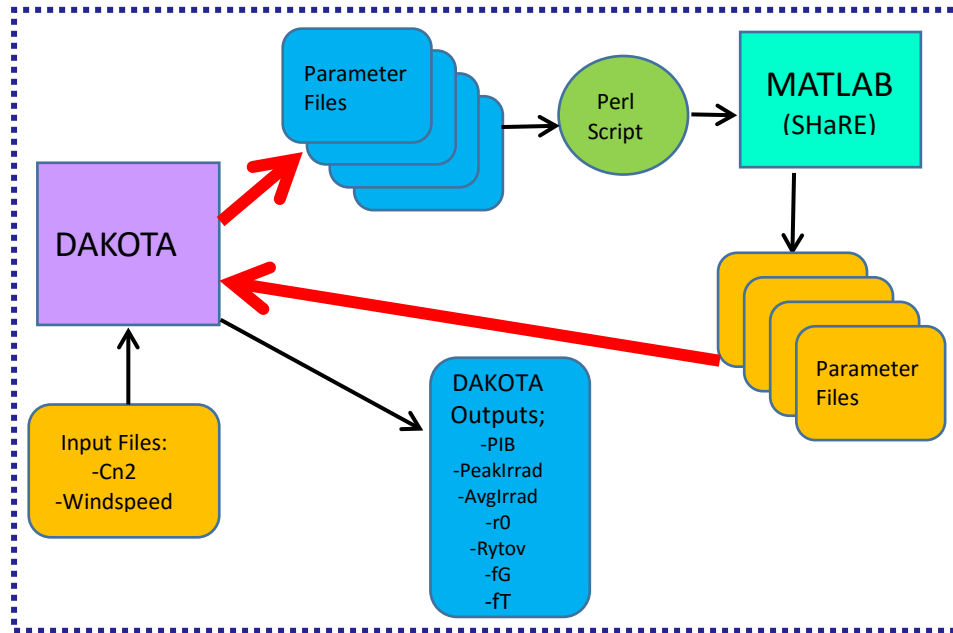 Parameter
Files
Perl
Script
MATLAB
(SHaRE)
DAKOTA
Parameter
Files
Input Files:
-Cn2
-Windspeed
DAKOTA
Outputs;
-PIB
-PeakIrrad
-AvgIrrad
-r0
-Rytov
-fG
-fT